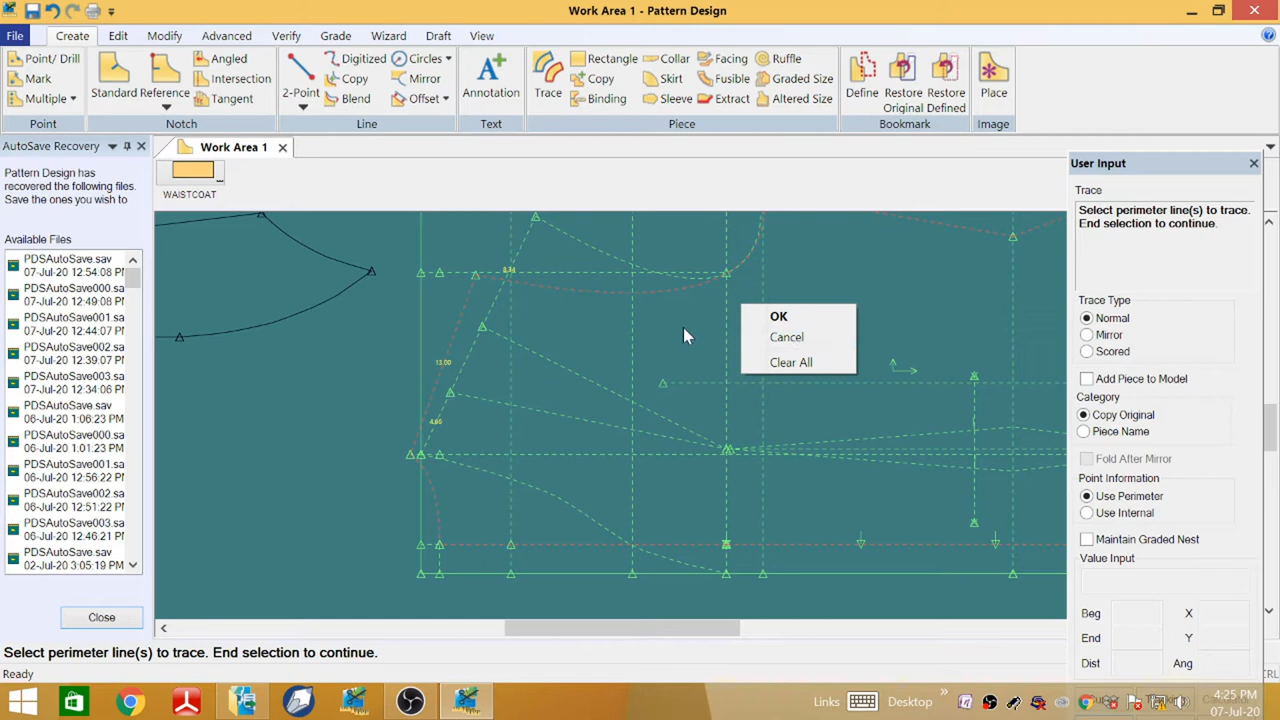 Work Area 1 - Pattern Design
File Create Edit Modify Advanced Verify Grade Wizard Draft View
Point/ Drill
Mark
Multiple
Point
Standard
Reference
Angled
Intersection
Tangent
Notch
2-Point
Digitized
Copy
Blend
Circles
Mirror
Offset
Line
Annotation
Text
Trace
Rectangle
Copy
Binding
Collar
Skirt
Sleeve
Facing
Fusible
Extract
Ruffle
Graded Size
Altered Size
Piece
Define
Restore Original
Restore Defined
Bookmark
Place
Image
AutoSave Recovery
Pattern Design has
recovered the following files.
Save the ones you wish to
Available Files
PDSAutoSave.sav
07-Jul-20 12:54:08 PM
PDSAutoSave000.sa
07-Jul-20 12:49:08 PM
PDSAutoSave001.sa
07-Jul-20 12:44:07 PM
PDSAutoSave002.sa
07-Jul-20 12:39:07 PM
PDSAutoSave003.sa
07-Jul-20 12:34:06 PM
PDSAutoSave.sav
06-Jul-20 1:06:23 PM
PDSAutoSave000.sa
06-Jul-20 1:01:23 PM
PDSAutoSave001.sa
06-Jul-20 12:56:22 PM
PDSAutoSave002.sa
06-Jul-20 12:51:22 PM
PDSAutoSave003.sa
06-Jul-20 12:46:21 PM
PDSAutoSave.sav
02-Jul-20 3:05:19 PM
Close
Work Area 1
WAISTCOAT
13.00
OK
Cancel
Clear All
User Input
Trace
Select perimeter line(s) to trace.
End selection to continue.
Trace Type
Normal
Mirror
Scored
Add Piece to Model
Category
Copy Original
Piece Name
Fold After Mirror
Point Information
Use Perimeter
Use Internal
Maintain Graded Nest
Value Input
Beg X
End Y
Dist Ang
Select perimeter line(s) to trace. End selection to continue.
Ready
Links
Desktop
4:25 PM
07-Jul-20